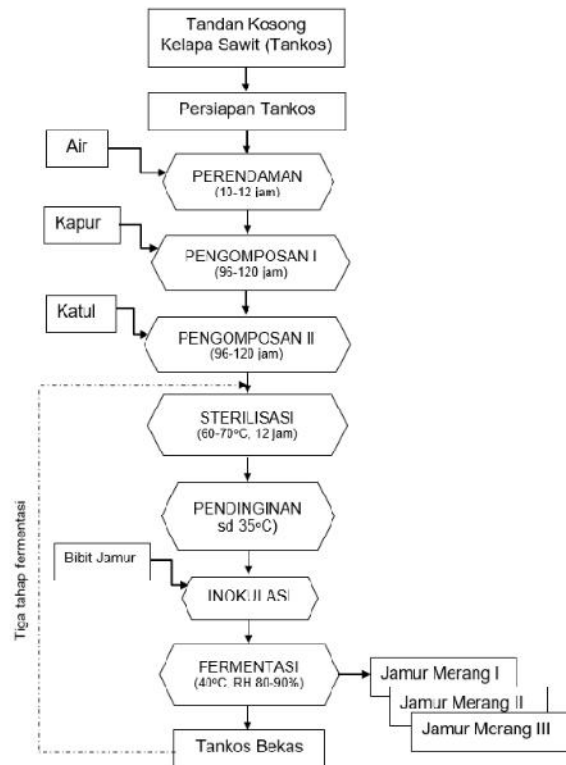 Tandan Kosong
Kelapa Sawit (Tankos)
Persiapan Tankos
Air
PERENDAMAN
(10-12 jam)
Kapur
PENGOMPOSAN I
(96-120 jam)
Katul
PENGOMPOSAN II
(96-120 jam)
STERILISASI
(60-70ºC, 12 jam)
PENDINGINAN
sd 35ºC)
Bibit Jamur
INOKULASI
FERMENTASI
(40ºC, RH 80-90%)
Jamur Merang I
Jamur Merang II
Jamur Merang III
Tankos Bekas
Tiga tahap fermentasi